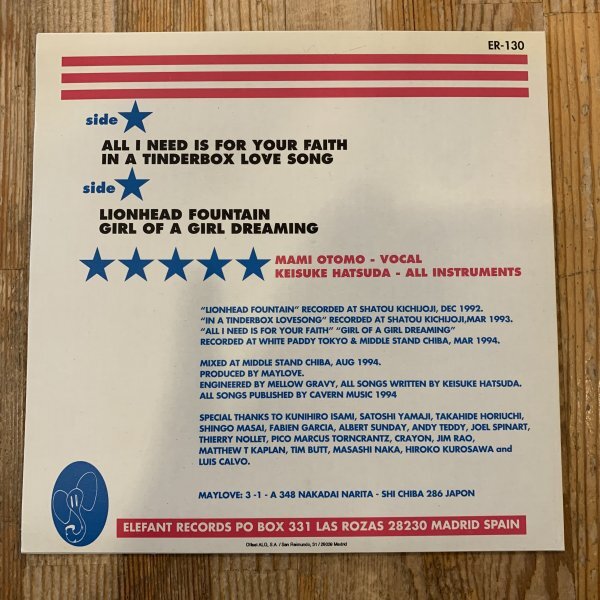 ER-130
side
ALL I NEED IS FOR YOUR FAITH
IN A TINDERBOX LOVE SONG
side
LIONHEAD FOUNTAIN
GIRL OF A GIRL DREAMING
MAMI OTOMO - VOCAL
KEISUKE HATSUDA - ALL INSTRUMENTS
"LIONHEAD FOUNTAIN" RECORDED AT SHATOU KICHIJOJI, DEC 1992.
"IN A TINDERBOX LOVESONG" RECORDED AT SHATOU KICHIJOJI,MAR 1993.
"ALL I NEED IS FOR YOUR FAITH" "GIRL OF A GIRL DREAMING"
RECORDED AT WHITE PADDY TOKYO & MIDDLE STAND CHIBA, MAR 1994.
MIXED AT MIDDLE STAND CHIBA, AUG 1994.
PRODUCED BY MAYLOVE.
ENGINEERED BY MELLOW GRAVY, ALL SONGS WRITTEN BY KEISUKE HATSUDA.
ALL SONGS PUBLISHED BY CAVERN MUSIC 1994
SPECIAL THANKS TO KUNIHIRO ISAMI, SATOSHI YAMAJI, TAKAHIDE HORIUCHI,
SHINGO MASAI, FABIEN GARCIA, ALBERT SUNDAY, ANDY TEDDY, JOEL SPINART,
THIERRY NOLLET, PICO MARCUS TORNCRANTZ, CRAYON, JIM RAO,
MATTHEW T KAPLAN, TIM BUTT, MASASHI NAKA, HIROKO KUROSAWA and
LUIS CALVO.
MAYLOVE: 3 -1 - A 348 NAKADAI NARITA - SHI CHIBA 286 JAPON
ELEFANT RECORDS PO BOX 331 LAS ROZAS 28230 MADRID SPAIN
Offset ALO, S.A. / San Raimundo, 31 / 28039 Madrid